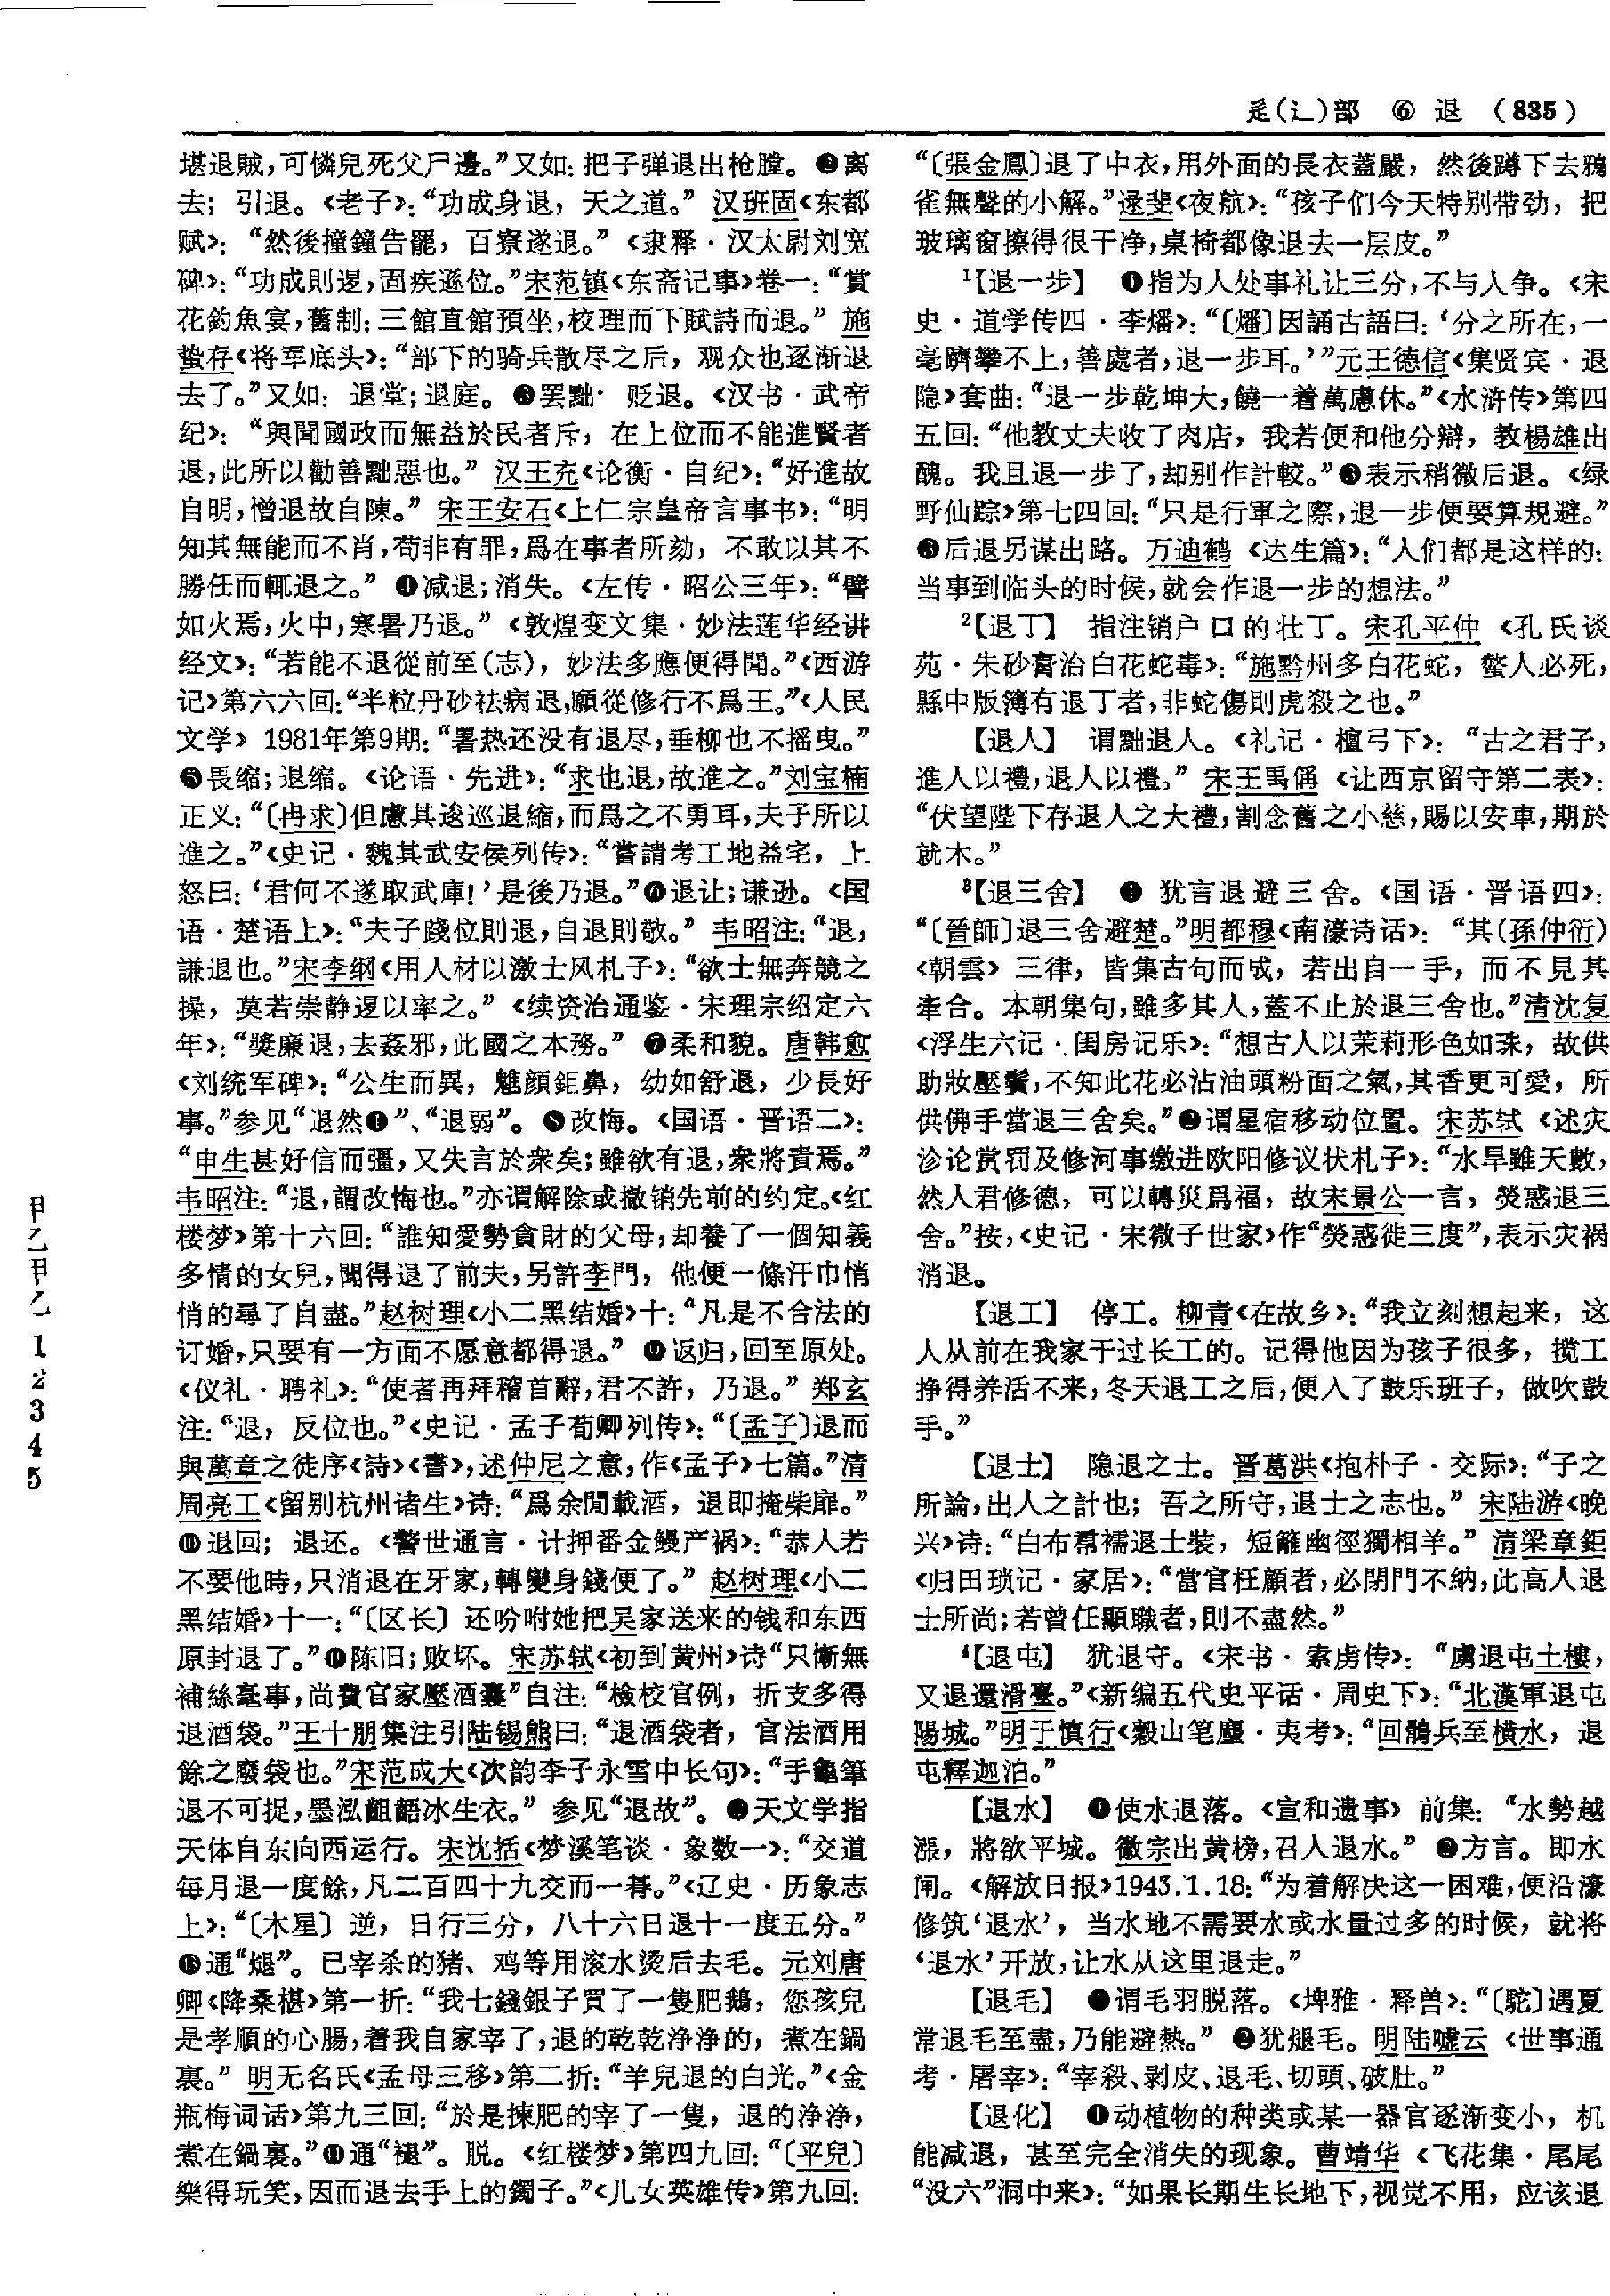 辵(辶)部 ⑥ 退 (835)
堪退賊，可憐兒死父尸邊。”又如：把子弹退出枪膛。❷离
去；引退。《老子》：“功成身退，天之道。” 汉班固《东都
赋》：“然後撞鐘告罷，百寮遂退。”《隶释·汉太尉刘宽
碑》：“功成則逻，固疾遜位。”宋范镇《东斋记事》卷一：“賞
花釣魚宴，舊制：三館直館預坐，校理而下賦詩而退。” 施
蛰存《将军底头》：“部下的骑兵散尽之后，观众也逐渐退
去了。”又如：退堂；退庭。❸罢黜；贬退。《汉书·武帝
纪》：“與聞國政而無益於民者斥，在上位而不能進賢者
退，此所以勸善黜惡也。” 汉王充《论衡·自纪》：“好進故
自明，憎退故自陳。” 宋王安石《上仁宗皇帝言事书》：“明
知其無能而不肖，苟非有罪，爲在事者所劾，不敢以其不
勝任而輒退之。” ❹减退；消失。《左传·昭公三年》：“譬
如火焉，火中，寒暑乃退。”《敦煌变文集·妙法莲华经讲
经文》：“若能不退從前至(志)，妙法多應便得聞。”《西游
记》第六六回：“半粒丹砂祛病退，願從修行不爲王。”《人民
文学》1981年第9期：“暑热还没有退尽，垂柳也不摇曳。”
❺畏缩；退缩。《论语·先进》：“求也退，故進之。”刘宝楠
正义：“〔冉求〕但慮其逡巡退縮，而爲之不勇耳，夫子所以
進之。”《史记·魏其武安侯列传》：“嘗請考工地益宅，上
怒曰：‘君何不遂取武庫！’是後乃退。”❻退让；谦逊。《国
语·楚语上》：“夫子踐位則退，自退則敬。” 韦昭注：“退，
謙退也。”宋李纲《用人材以激士风札子》：“欲士無奔競之
操，莫若崇静逻以率之。”《续资治通鉴·宋理宗绍定六
年》：“獎廉退，去姦邪，此國之本務。” ❼柔和貌。唐韩愈
《刘统军碑》：“公生而異，魋顔鉅鼻，幼如舒退，少長好
事。”参见“退然❶”、“退弱”。❽改悔。《国语·晋语二》：
“申生甚好信而彊，又失言於衆矣；雖欲有退，衆將責焉。”
韦昭注：“退，謂改悔也。”亦谓解除或撤销先前的约定。《红
楼梦》第十六回：“誰知愛勢貪財的父母，却養了一個知義
多情的女兒，聞得退了前夫，另許李門，他便一條汗巾悄
悄的尋了自盡。”赵树理《小二黑结婚》十：“凡是不合法的
订婚，只要有一方面不愿意都得退。” ❾返归，回至原处。
《仪礼·聘礼》：“使者再拜稽首辭，君不許，乃退。” 郑玄
注：“退，反位也。”《史记·孟子荀卿列传》：“〔孟子〕退而
與萬章之徒序《詩》《書》，述仲尼之意，作《孟子》七篇。”清
周亮工《留别杭州诸生》诗：“爲余閒載酒，退即掩柴扉。”
❿退回；退还。《警世通言·计押番金鳗产祸》：“恭人若
不要他時，只消退在牙家，轉變身錢便了。” 赵树理《小二
黑结婚》十一：“〔区长〕还吩咐她把吴家送来的钱和东西
原封退了。”⓫陈旧；败坏。宋苏轼《初到黄州》诗“只慚無
補絲毫事，尚費官家壓酒囊”自注：“檢校官例，折支多得
退酒袋。”王十朋集注引陆锡熊曰：“退酒袋者，官法酒用
餘之廢袋也。”宋范成大《次韵李子永雪中长句》：“手龜筆
退不可捉，墨泓齟齬冰生衣。” 参见“退故”。⓬天文学指
天体自东向西运行。宋沈括《梦溪笔谈·象数一》：“交道
每月退一度餘，凡二百四十九交而一朞。”《辽史·历象志
上》：“〔木星〕逆，日行三分，八十六日退十一度五分。”
⓭通“煺”。已宰杀的猪、鸡等用滚水烫后去毛。元刘唐
卿《降桑椹》第一折：“我七錢銀子買了一隻肥鵝，您孩兒
是孝順的心腸，着我自家宰了，退的乾乾净净的，煮在鍋
裏。” 明无名氏《孟母三移》第二折：“羊兒退的白光。”《金
瓶梅词话》第九三回：“於是揀肥的宰了一隻，退的净净，
煮在鍋裏。”⓮通“褪”。脱。《红楼梦》第四九回：“〔平兒〕
樂得玩笑，因而退去手上的鐲子。”《儿女英雄传》第九回：
“〔張金鳳〕退了中衣，用外面的長衣蓋嚴，然後蹲下去鴉
雀無聲的小解。”逯斐《夜航》：“孩子们今天特别带劲，把
玻璃窗擦得很干净，桌椅都像退去一层皮。”
1【退一步】 ❶指为人处事礼让三分，不与人争。《宋
史·道学传四·李燔》：“〔燔〕因誦古語曰：‘分之所在，一
毫躋攀不上，善處者，退一步耳。’”元王德信《集贤宾·退
隐》套曲：“退一步乾坤大，饒一着萬慮休。”《水浒传》第四
五回：“他教丈夫收了肉店，我若便和他分辯，教楊雄出
醜。我且退一步了，却别作計較。”❷表示稍微后退。《绿
野仙踪》第七四回：“只是行軍之際，退一步便要算規避。”
❸后退另谋出路。万迪鹤《达生篇》：“人们都是这样的：
当事到临头的时候，就会作退一步的想法。”
2【退丁】 指注销户口的壮丁。宋孔平仲《孔氏谈
苑·朱砂膏治白花蛇毒》：“施黔州多白花蛇，螫人必死，
縣中版簿有退丁者，非蛇傷則虎殺之也。”
【退人】 谓黜退人。《礼记·檀弓下》：“古之君子，
進人以禮，退人以禮。” 宋王禹偁《让西京留守第二表》：
“伏望陛下存退人之大禮，割念舊之小慈，賜以安車，期於
就木。”
3【退三舍】 ❶ 犹言退避三舍。《国语·晋语四》：
“〔晉師〕退三舍避楚。”明都穆《南濠诗话》：“其(孫仲衍)
《朝雲》三律，皆集古句而成，若出自一手，而不見其
牽合。本朝集句，雖多其人，蓋不止於退三舍也。”清沈复
《浮生六记·闺房记乐》：“想古人以茉莉形色如珠，故供
助妝壓鬢，不知此花必沾油頭粉面之氣，其香更可愛，所
供佛手當退三舍矣。”❷谓星宿移动位置。宋苏轼《述灾
沴论赏罚及修河事缴进欧阳修议状札子》：“水旱雖天數，
然人君修德，可以轉災爲福，故宋景公一言，熒惑退三
舍。”按，《史记·宋微子世家》作“熒惑徙三度”，表示灾祸
消退。
【退工】 停工。柳青《在故乡》：“我立刻想起来，这
人从前在我家干过长工的。记得他因为孩子很多，揽工
挣得养活不来，冬天退工之后，便入了鼓乐班子，做吹鼓
手。”
【退士】 隐退之士。晋葛洪《抱朴子·交际》：“子之
所論，出人之計也；吾之所守，退士之志也。” 宋陆游《晚
兴》诗：“白布帬襦退士裝，短籬幽徑獨相羊。” 清梁章鉅
《归田琐记·家居》：“當官枉顧者，必閉門不納，此高人退
士所尚；若曾任顯職者，則不盡然。”
4【退屯】 犹退守。《宋书·索虏传》：“虜退屯土樓，
又退還滑臺。”《新编五代史平话·周史下》：“北漢軍退屯
陽城。”明于慎行《穀山笔麈·夷考》：“回鶻兵至横水，退
屯釋迦泊。”
【退水】 ❶使水退落。《宣和遗事》前集：“水勢越
漲，將欲平城。徽宗出黄榜，召人退水。” ❷方言。即水
闸。《解放日报》1943.1.18：“为着解决这一困难，便沿濠
修筑‘退水’，当水地不需要水或水量过多的时候，就将
‘退水’开放，让水从这里退走。”
【退毛】 ❶谓毛羽脱落。《埤雅·释兽》：“〔駝〕遇夏
常退毛至盡，乃能避熱。” ❷犹煺毛。明陆嘘云《世事通
考·屠宰》：“宰殺、剥皮、退毛、切頭、破肚。”
【退化】 ❶动植物的种类或某一器官逐渐变小，机
能减退，甚至完全消失的现象。曹靖华《飞花集·尾尾
“没六”洞中来》：“如果长期生长地下，视觉不用，应该退
甲乙甲乙12345